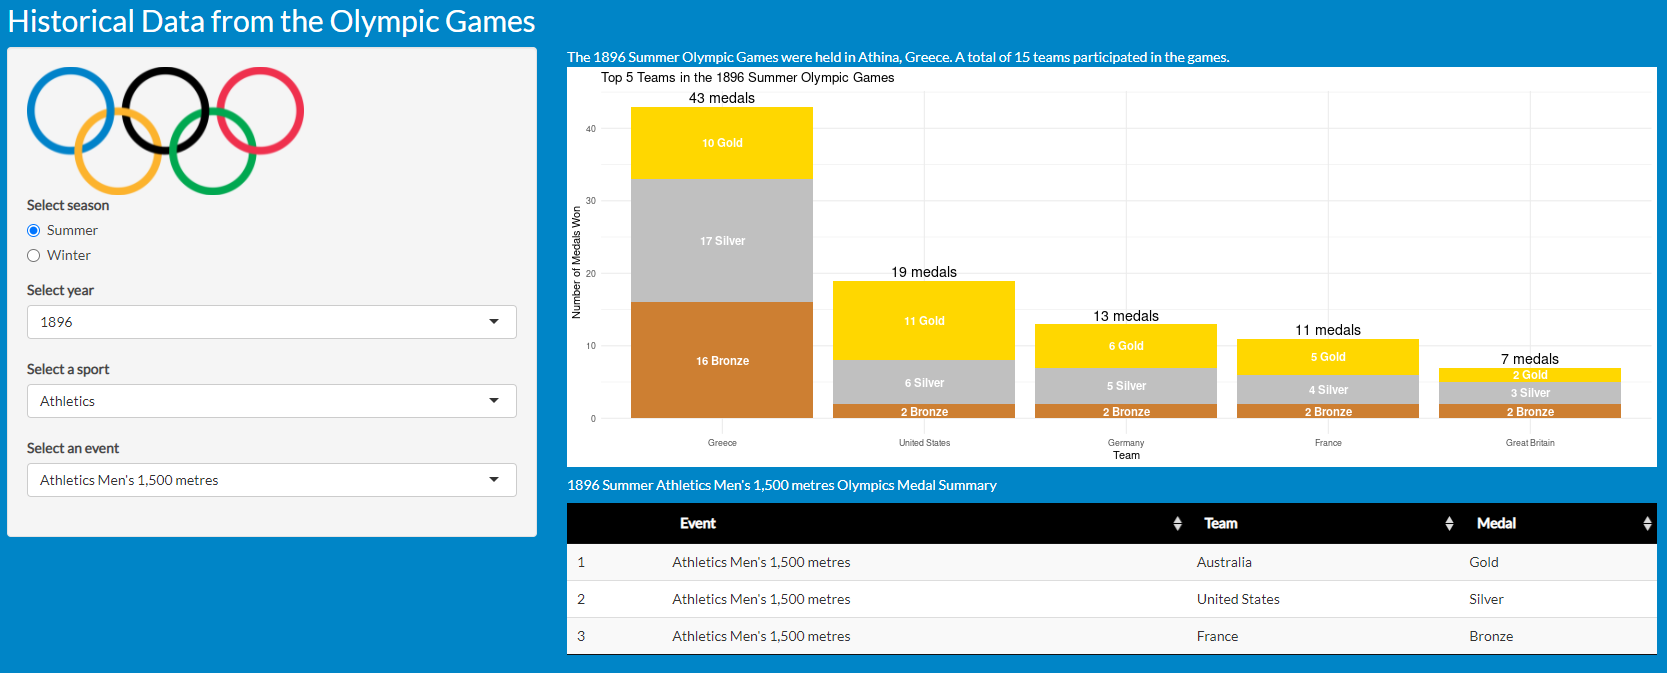 Historical Data from the Olympic Games
Select season
Summer
Winter
Select year
1896
Select a sport
Athletics
Select an event
Athletics Men's 1,500 metres
The 1896 Summer Olympic Games were held in Athina, Greece. A total of 15 teams participated in the games.
Top 5 Teams in the 1896 Summer Olympic Games
Number of Medals Won
40
30
20
10
0
43 medals
10 Gold
17 Silver
16 Bronze
19 medals
11 Gold
6 Silver
2 Bronze
13 medals
6 Gold
5 Silver
2 Bronze
11 medals
5 Gold
4 Silver
2 Bronze
7 medals
2 Gold
3 Silver
2 Bronze
Greece United States Germany France Great Britain
Team
1896 Summer Athletics Men's 1,500 metres Olympics Medal Summary
Event Team Medal
1 Athletics Men's 1,500 metres Australia Gold
2 Athletics Men's 1,500 metres United States Silver
3 Athletics Men's 1,500 metres France Bronze